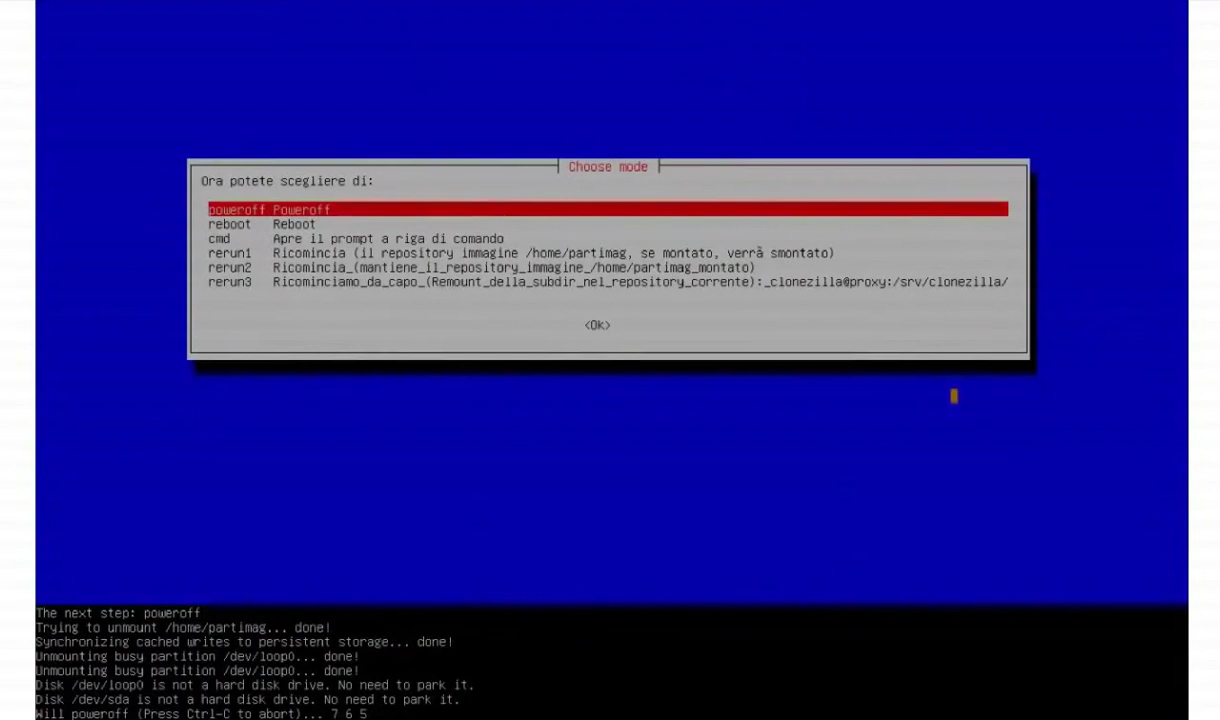 Choose mode
Ora potete scegliere di:
poweroff Poweroff
reboot Reboot
cmd Apre il prompt a riga di comando
rerun1 Ricomincia (il repository immagine /home/partimag, se montato, verrà smontato)
rerun2 Ricomincia_(mantiene_il_repository_immagine_/home/partimag_montato)
rerun3 Ricominciamo_da_capo_(Remount_della_subdir_nel_repository_corrente):_clonezilla@proxy:/srv/clonezilla/
<Ok>
The next step: poweroff
Trying to unmount /home/partimag... done!
Synchronizing cached writes to persistent storage... done!
Unmounting busy partition /dev/loop0... done!
Unmounting busy partition /dev/loop0... done!
Disk /dev/loop0 is not a hard disk drive. No need to park it.
Disk /dev/sda is not a hard disk drive. No need to park it.
Will poweroff (Press Ctrl-C to abort)... 7 6 5